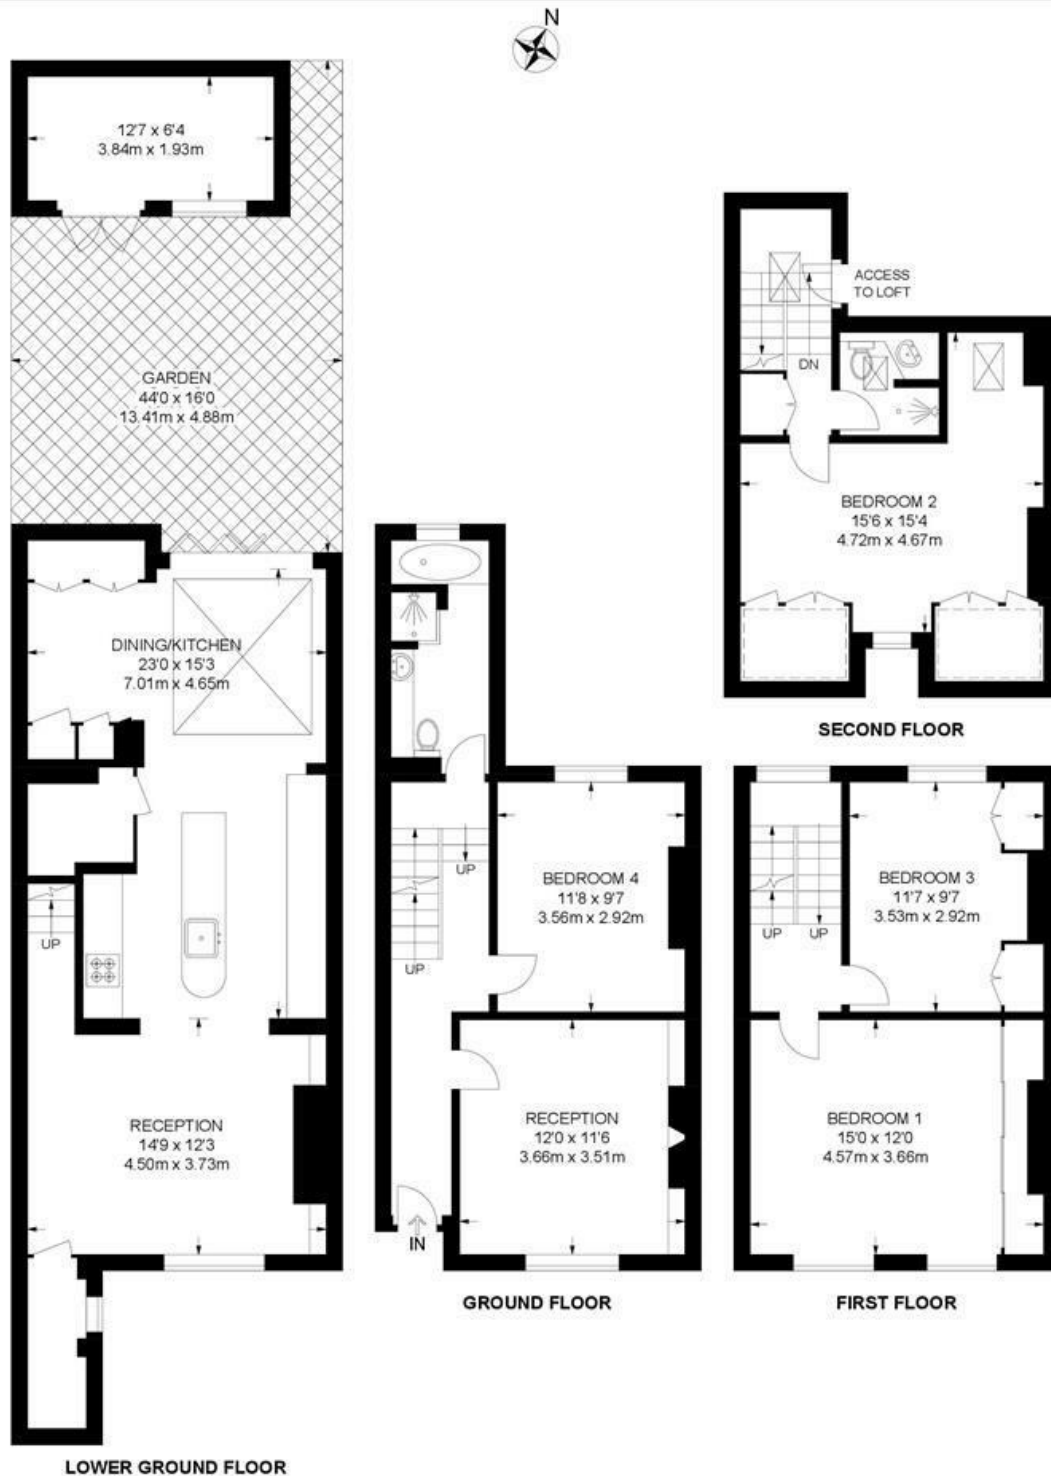 N
12'7 x 6'4
3.84m x 1.93m
GARDEN
44'0 x 16'0
13.41m x 4.88m
DINING/KITCHEN
23'0 x 15'3
7.01m x 4.65m
UP
RECEPTION
14'9 x 12'3
4.50m x 3.73m
LOWER GROUND FLOOR
UP
UP
BEDROOM 4
11'8 x 9'7
3.56m x 2.92m
RECEPTION
12'0 x 11'6
3.66m x 3.51m
IN
GROUND FLOOR
ACCESS
TO LOFT
DN
BEDROOM 2
15'6 x 15'4
4.72m x 4.67m
SECOND FLOOR
BEDROOM 3
11'7 x 9'7
3.53m x 2.92m
UP
UP
BEDROOM 1
15'0 x 12'0
4.57m x 3.66m
FIRST FLOOR